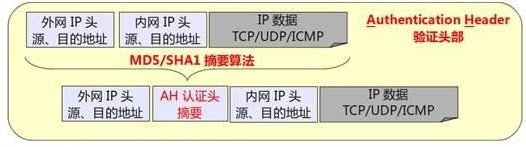 外网 IP 头
源、目的地址
内网 IP 头
源、目的地址
IP 数据
TCP/UDP/ICMP
Authentication Header
验证头部
MD5/SHA1 摘要算法
外网 IP 头
源、目的地址
AH 认证头
摘要
内网 IP 头
源、目的地址
IP 数据
TCP/UDP/ICMP